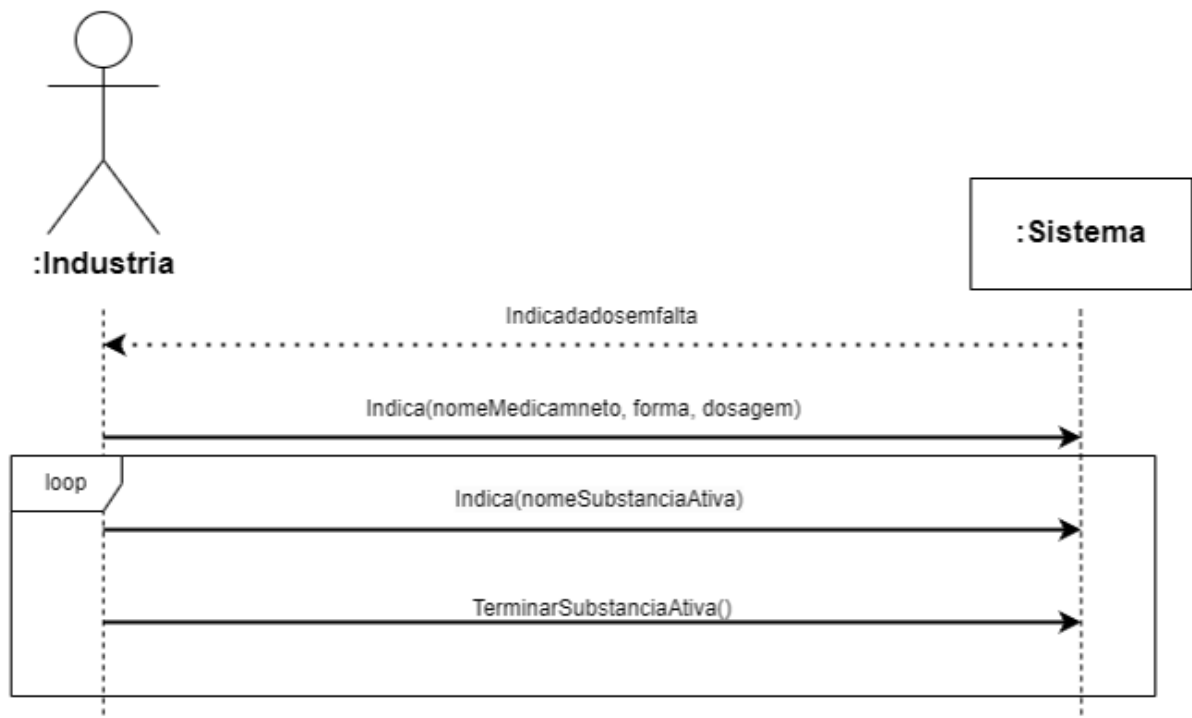 :Industria
:Sistema
Indicadadosemfalta
Indica(nomeMedicamneto, forma, dosagem)
loop
Indica(nomeSubstanciaAtiva)
TerminarSubstanciaAtiva()